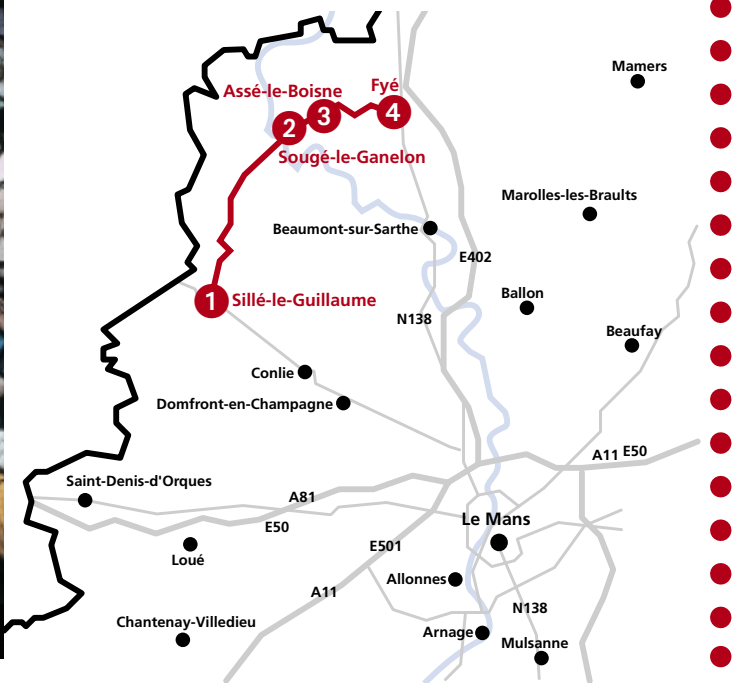 Mamers
Assé-le-Boisne
Fyé
2
3
4
Sougé-le-Ganelon
Marolles-les-Braults
Beaumont-sur-Sarthe
E402
1
Sillé-le-Guillaume
Ballon
N138
Beaufay
Conlie
Domfront-en-Champagne
A11 E50
Saint-Denis-d'Orques
A81
E50
Le Mans
E501
Loué
Allonnes
A11
N138
Chantenay-Villedieu
Arnage
Mulsanne